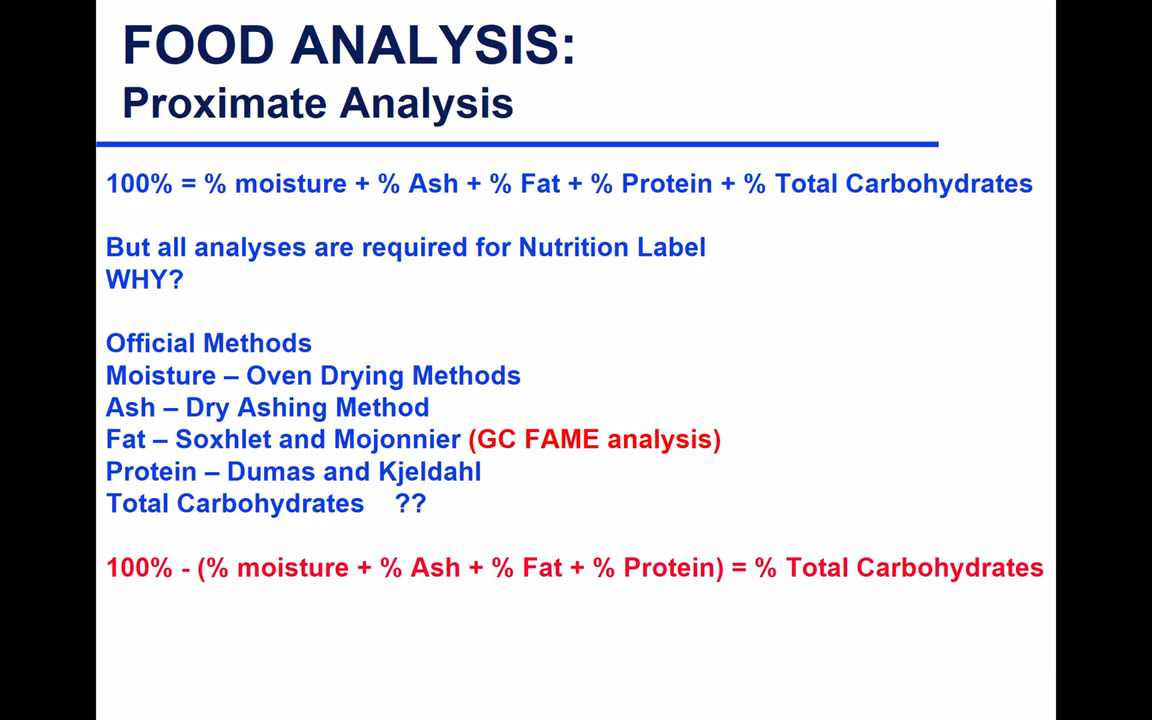 FOOD ANALYSIS:
Proximate Analysis
100% = % moisture + % Ash + % Fat + % Protein + % Total Carbohydrates
But all analyses are required for Nutrition Label
WHY?
Official Methods
Moisture – Oven Drying Methods
Ash – Dry Ashing Method
Fat – Soxhlet and Mojonnier (GC FAME analysis)
Protein – Dumas and Kjeldahl
Total Carbohydrates ??
100% - (% moisture + % Ash + % Fat + % Protein) = % Total Carbohydrates